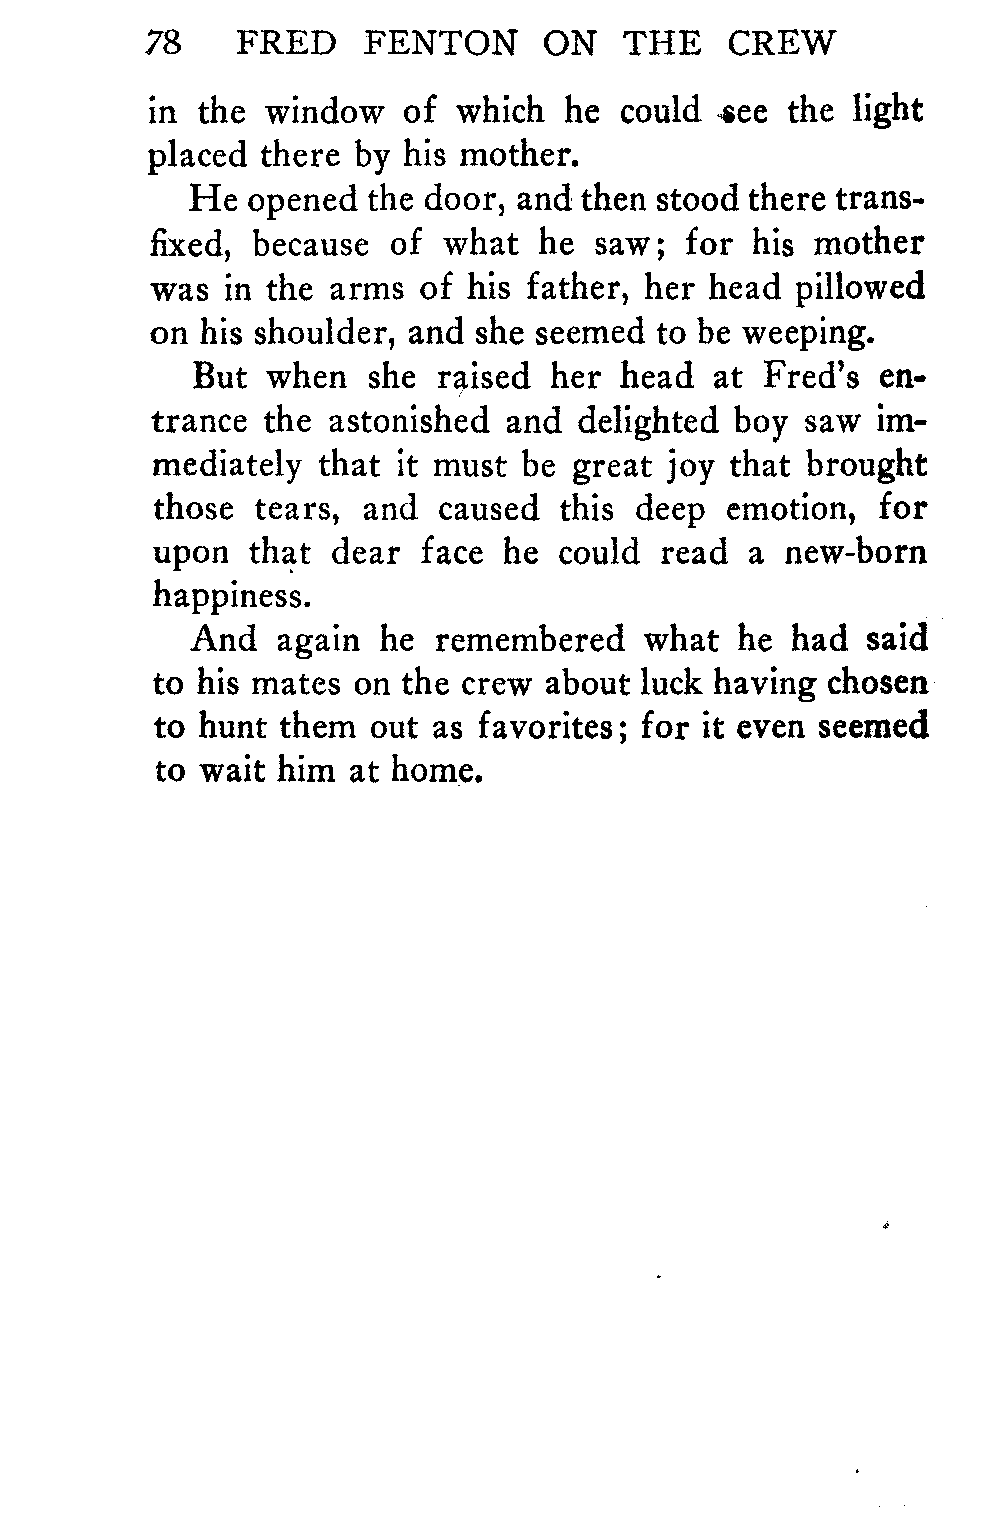 78 FRED FENTON ON THE CREW
in the window of which he could see the light
placed there by his mother.
He opened the door, and then stood there trans-
fixed, because of what he saw; for his mother
was in the arms of his father, her head pillowed
on his shoulder, and she seemed to be weeping.
But when she raised her head at Fred's en-
trance the astonished and delighted boy saw im-
mediately that it must be great joy that brought
those tears, and caused this deep emotion, for
upon that dear face he could read a new-born
happiness.
And again he remembered what he had said
to his mates on the crew about luck having chosen
to hunt them out as favorites; for it even seemed
to wait him at home.